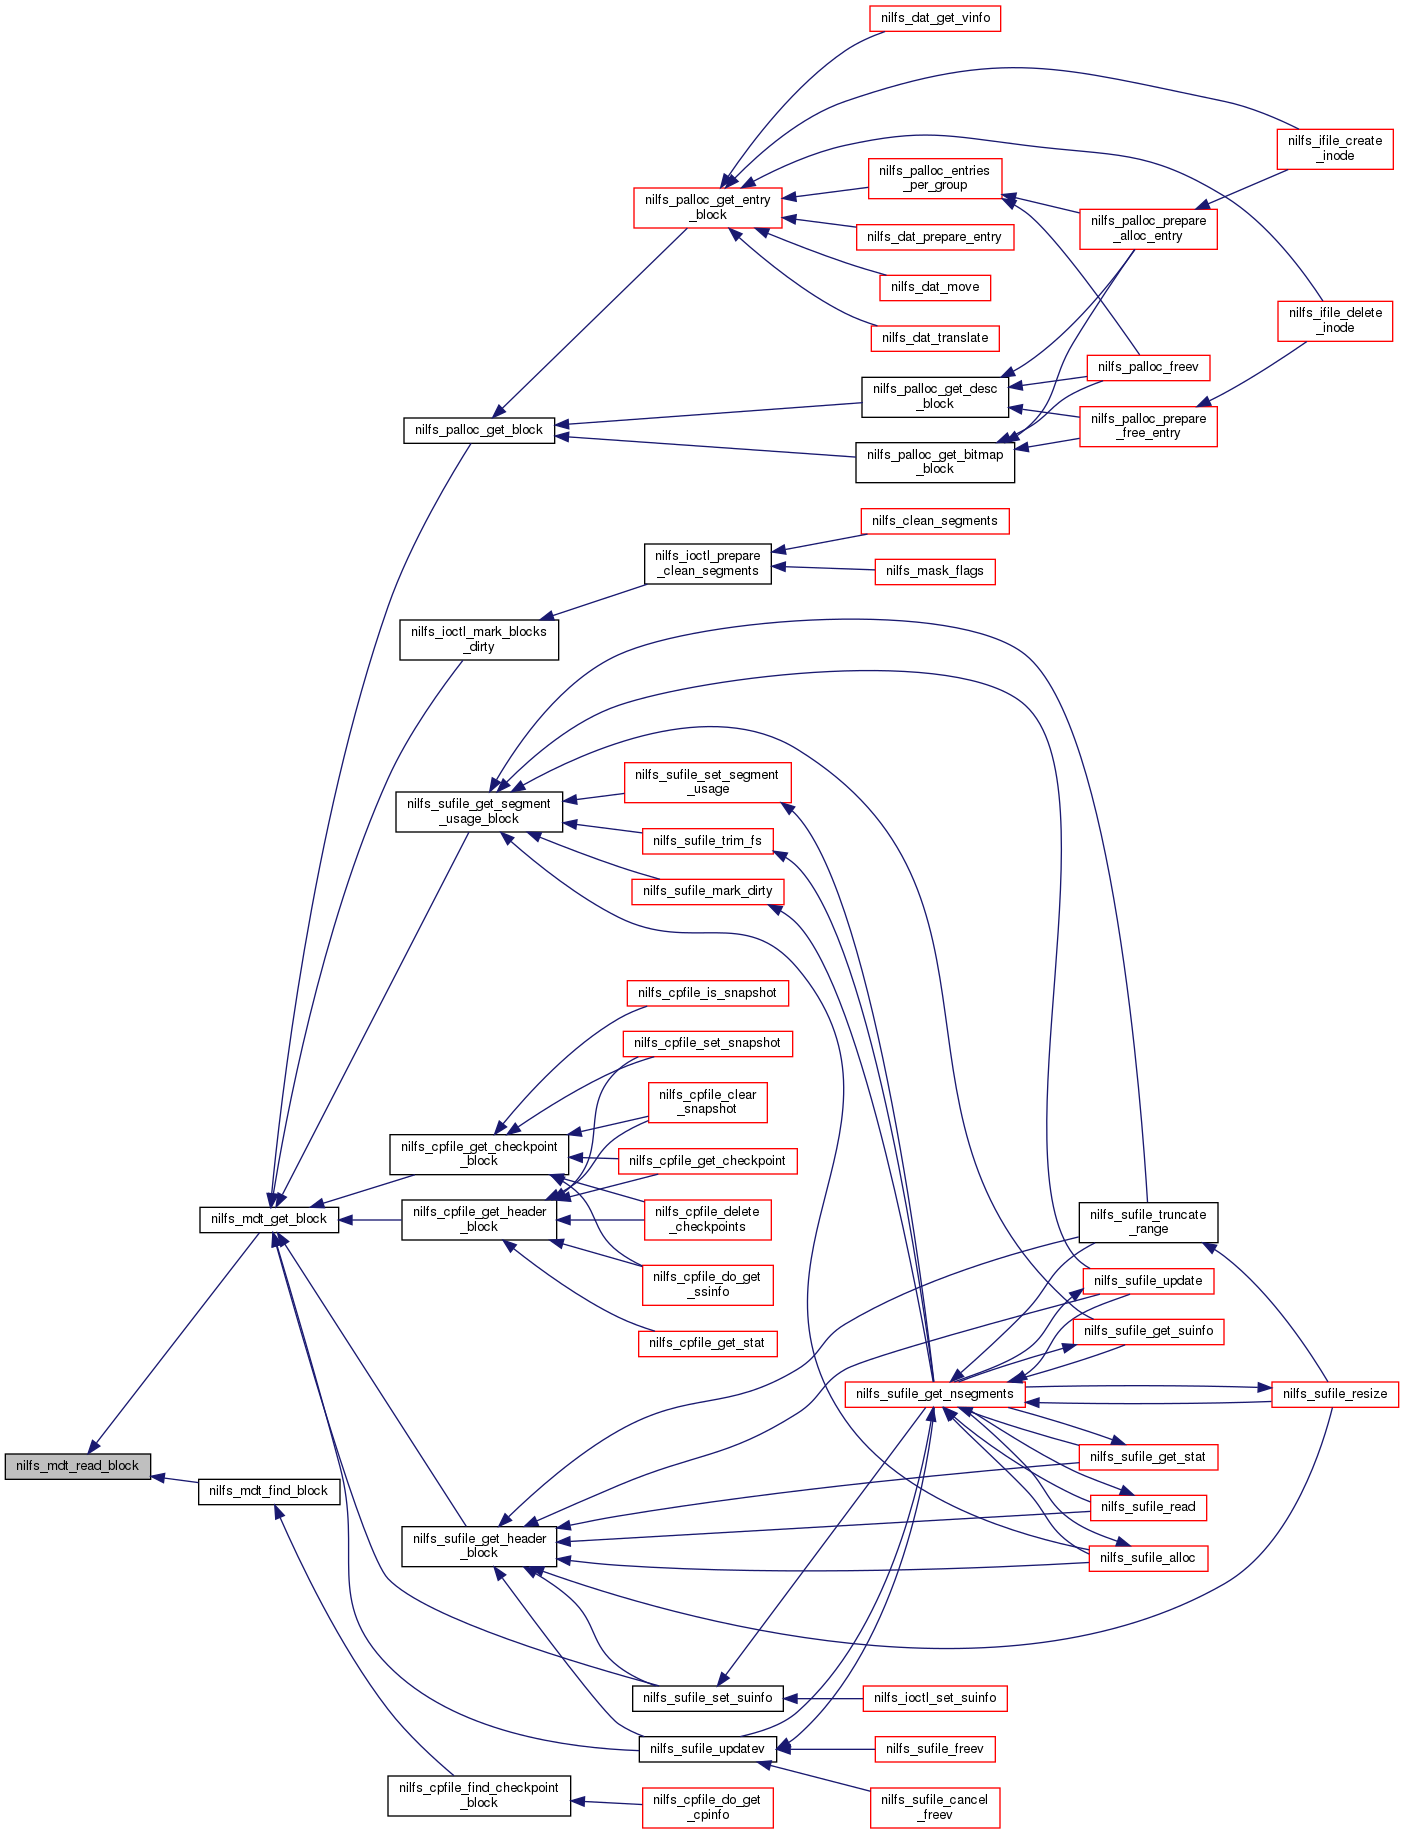 nilfs_dat_get_vinfo
nilfs_ifile_create
_inode
nilfs_palloc_entries
_per_group
nilfs_palloc_get_entry
_block
nilfs_palloc_prepare
_alloc_entry
nilfs_dat_prepare_entry
nilfs_dat_move
nilfs_ifile_delete
_inode
nilfs_dat_translate
nilfs_palloc_freev
nilfs_palloc_get_desc
_block
nilfs_palloc_get_block
nilfs_palloc_prepare
_free_entry
nilfs_palloc_get_bitmap
_block
nilfs_clean_segments
nilfs_ioctl_prepare
_clean_segments
nilfs_mask_flags
nilfs_ioctl_mark_blocks
_dirty
nilfs_sufile_set_segment
_usage
nilfs_sufile_get_segment
_usage_block
nilfs_sufile_trim_fs
nilfs_sufile_mark_dirty
nilfs_cpfile_is_snapshot
nilfs_cpfile_set_snapshot
nilfs_cpfile_clear
_snapshot
nilfs_cpfile_get_checkpoint
_block
nilfs_cpfile_get_checkpoint
nilfs_mdt_get_block
nilfs_cpfile_get_header
_block
nilfs_cpfile_delete
_checkpoints
nilfs_sufile_truncate
_range
nilfs_cpfile_do_get
_ssinfo
nilfs_sufile_update
nilfs_cpfile_get_stat
nilfs_sufile_get_suinfo
nilfs_sufile_get_nsegments
nilfs_sufile_resize
nilfs_mdt_read_block
nilfs_sufile_get_stat
nilfs_mdt_find_block
nilfs_sufile_read
nilfs_sufile_get_header
_block
nilfs_sufile_alloc
nilfs_sufile_set_suinfo
nilfs_ioctl_set_suinfo
nilfs_sufile_updatev
nilfs_sufile_freev
nilfs_cpfile_find_checkpoint
_block
nilfs_cpfile_do_get
_cpinfo
nilfs_sufile_cancel
_freev